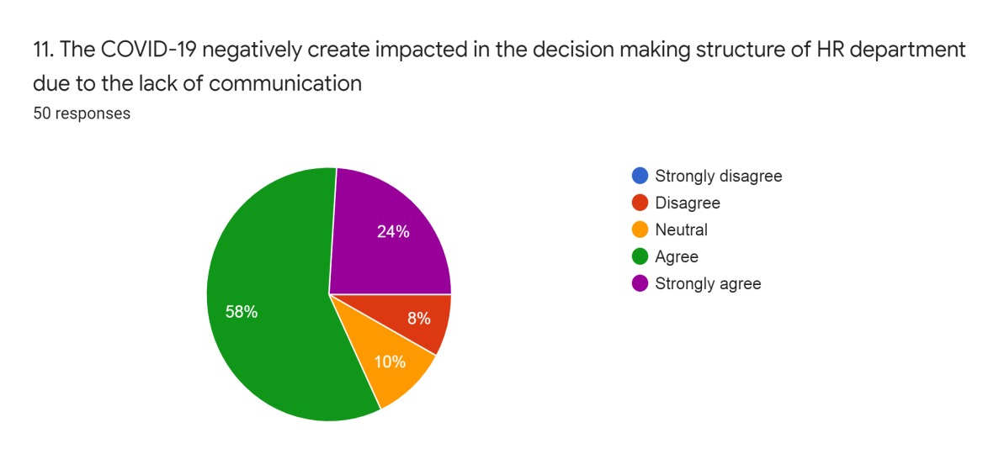 11. The COVID-19 negatively create impacted in the decision making structure of HR department
due to the lack of communication
50 responses
24%
58%
8%
10%
Strongly disagree
Disagree
Neutral
Agree
Strongly agree